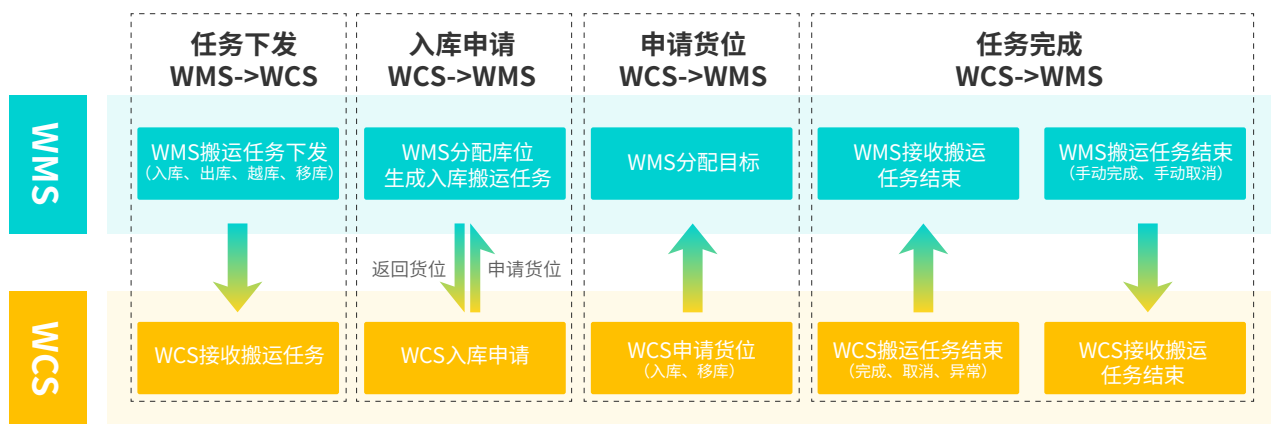 任务下发
WMS->WCS
入库申请
WCS->WMS
申请货位
WCS->WMS
任务完成
WCS->WMS
WMS
WMS搬运任务下发
（入库、出库、越库、移库）
WMS分配库位
生成入库搬运任务
WMS分配目标
WMS接收搬运
任务结束
WMS搬运任务结束
（手动完成、手动取消）
返回货位
申请货位
WCS
WCS接收搬运任务
WCS入库申请
WCS申请货位
（入库、移库）
WCS搬运任务结束
（完成、取消、异常）
WCS接收搬运
任务结束